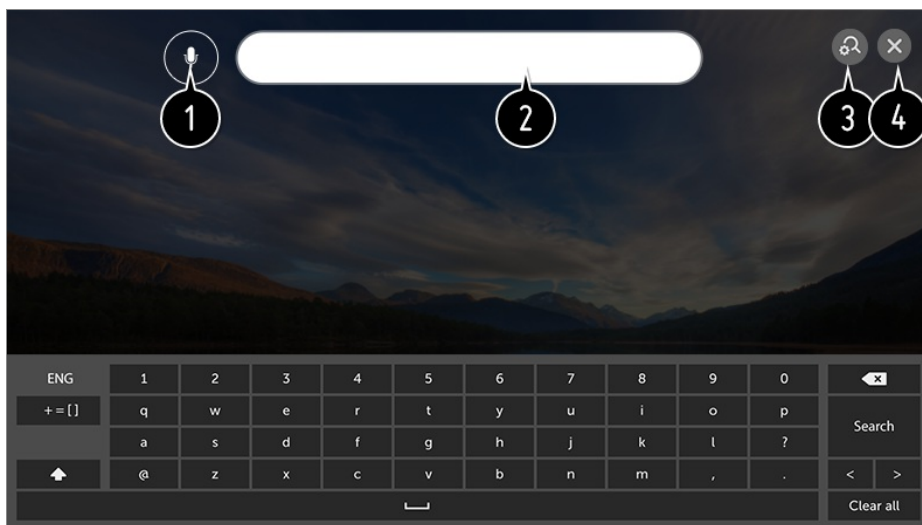 1 2 3 4
ENG 1 2 3 4 5 6 7 8 9 0
+=[] q w e r t y u i o p Search
a s d f g h j k l ?
@ z x c v b n m , . < >
Clear all